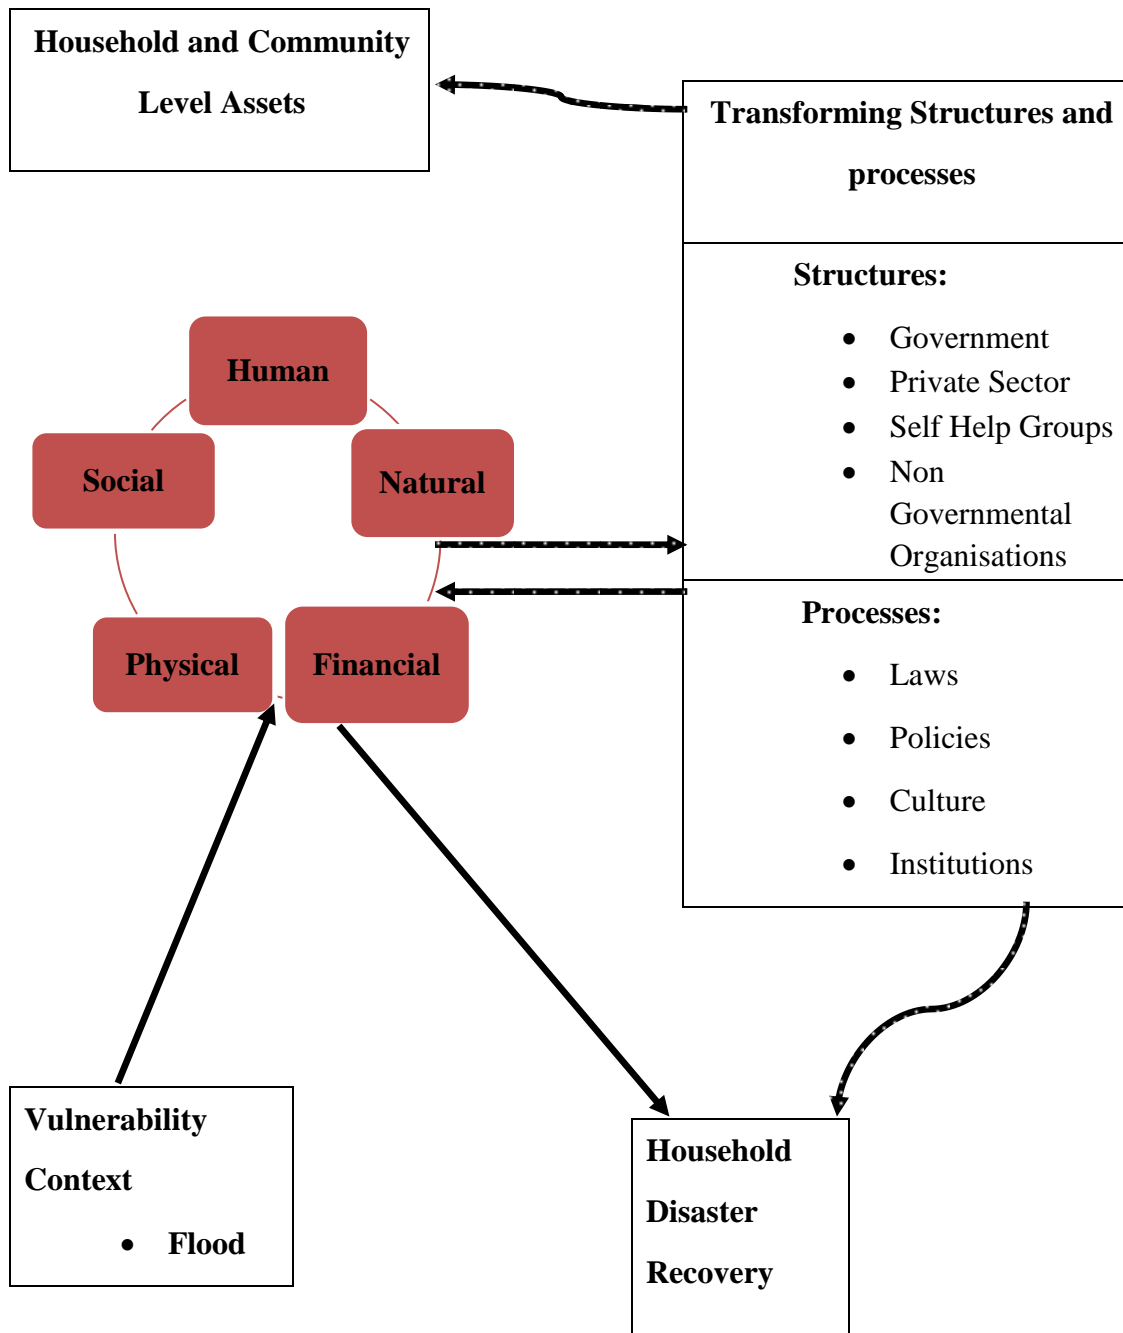 Household and Community
Level Assets
Transforming Structures and
processes
Structures:
• Government
• Private Sector
• Self Help Groups
• Non
Governmental
Organisations
Processes:
• Laws
• Policies
• Culture
• Institutions
Human
Social
Natural
Physical
Financial
Vulnerability
Context
• Flood
Household
Disaster
Recovery